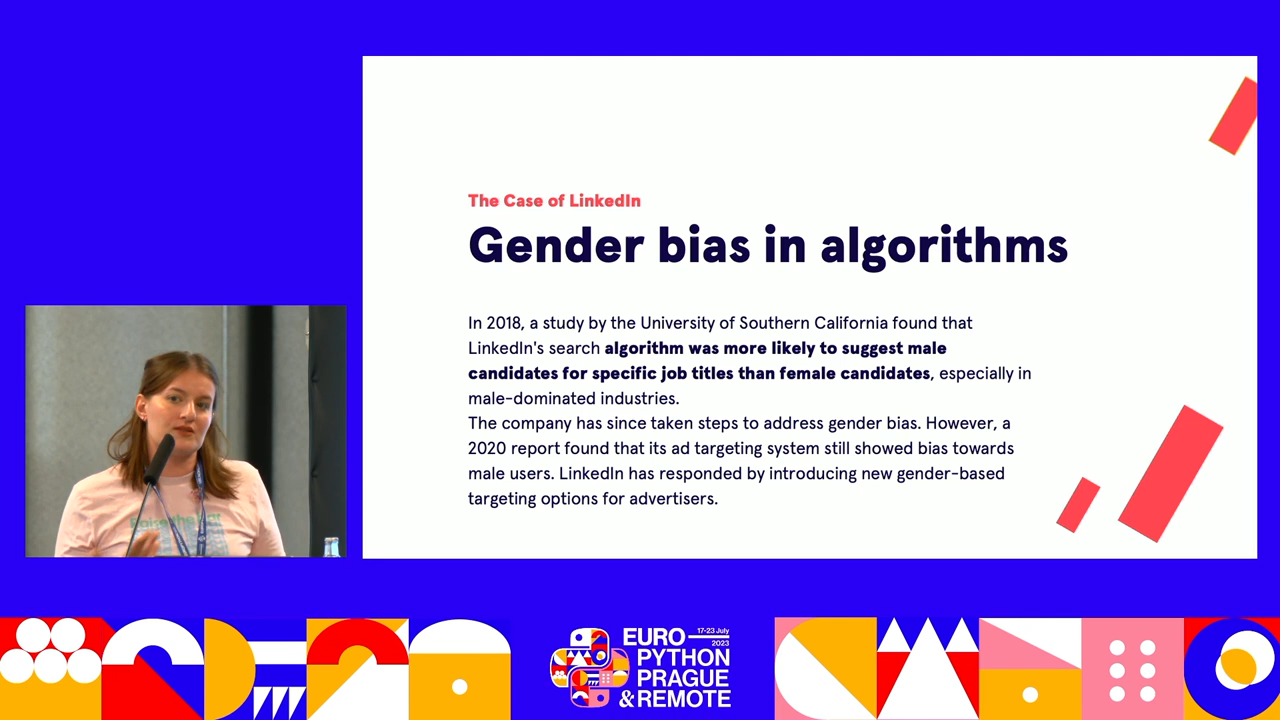 The Case of LinkedIn
Gender bias in algorithms
In 2018, a study by the University of Southern California found that
LinkedIn's search algorithm was more likely to suggest male
candidates for specific job titles than female candidates, especially in
male-dominated industries.
The company has since taken steps to address gender bias. However, a
2020 report found that its ad targeting system still showed bias towards
male users. LinkedIn has responded by introducing new gender-based
targeting options for advertisers.
Raise the
EURO
17-23 July
2023
PYTHON
PRAGUE
& REMOTE